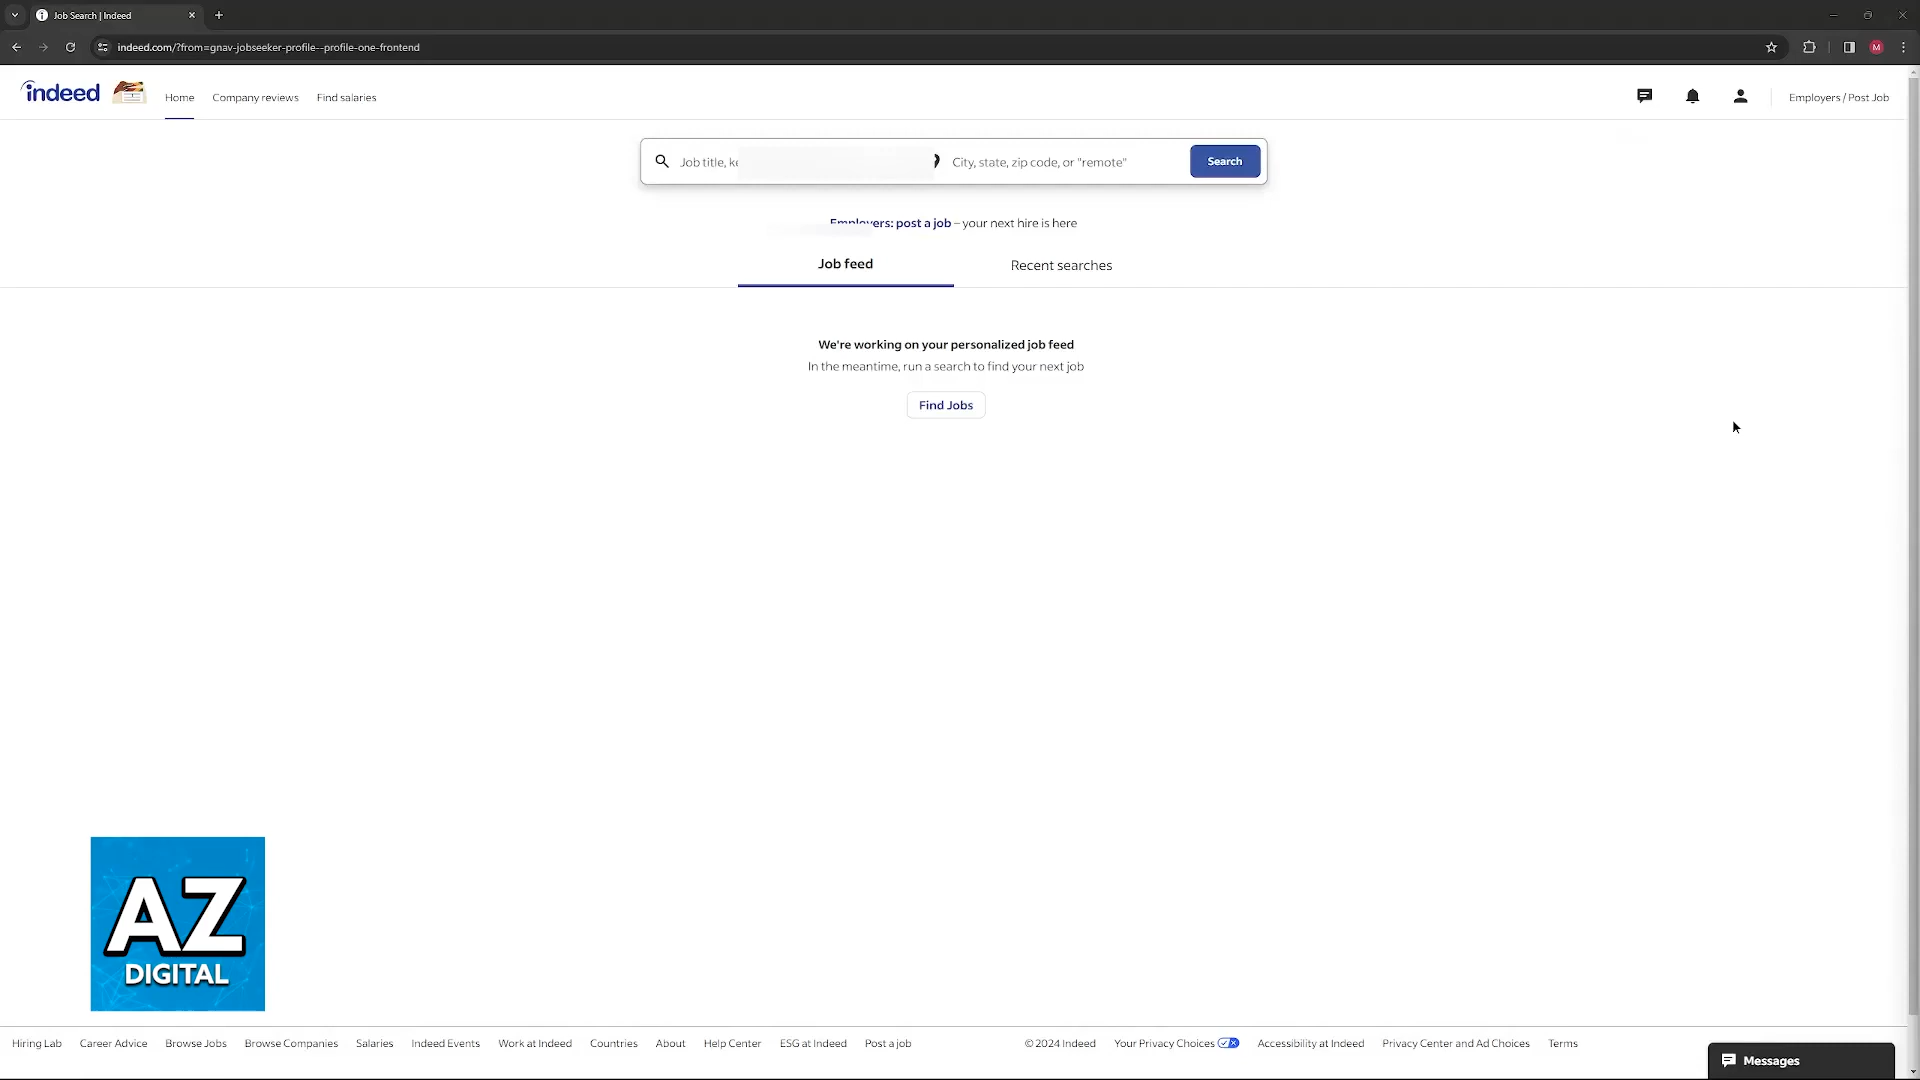 Job Search | Indeed
indeed.com/?from=gnav-jobseeker-profile--profile-one-frontend
M
indeed
Home
Company reviews
Find salaries
Employers / Post Job
Job title, ke
City, state, zip code, or "remote"
Search
Employers: post a job – your next hire is here
Job feed
Recent searches
We're working on your personalized job feed
In the meantime, run a search to find your next job
Find Jobs
AZ
DIGITAL
Hiring Lab
Career Advice
Browse Jobs
Browse Companies
Salaries
Indeed Events
Work at Indeed
Countries
About
Help Center
ESG at Indeed
Post a job
© 2024 Indeed
Your Privacy Choices
Accessibility at Indeed
Privacy Center and Ad Choices
Terms
Messages